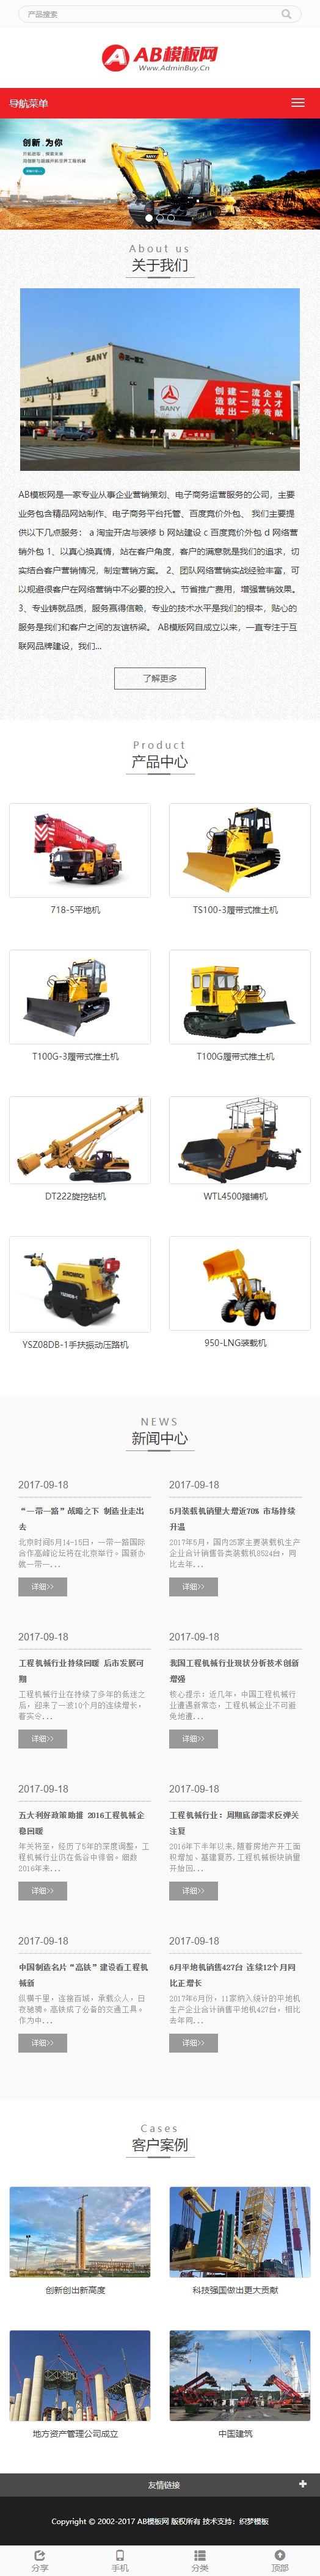 产品搜索
AB模板网
Www.AdminBuy.Cn
导航菜单
创新.为你
About us
关于我们
SANY
创建一流企业
造就一流人才
做出一流贡献
SANY
AB模板网是一家专业从事企业营销策划、电子商务运营服务的公司，主要
业务包含精品网站制作、电子商务平台托管、百度竞价外包、 我们主要提
供以下几点服务： a 淘宝开店与装修 b 网站建设 c 百度竞价外包 d 网络营
销外包 1、以真心换真情，站在客户角度，客户的满意就是我们的追求，切
实结合客户营销情况，制定营销方案。 2、团队网络营销实战经验丰富，可
以规避很客户在网络营销中不必要的投入。节省推广费用，增强营销效果。
3、专业铸就品质，服务赢得信赖，专业的技术水平是我们的根本，贴心的
服务是我们和客户之间的友谊桥梁。 AB模版网自成立以来，一直专注于互
联网品牌建设，我们...
了解更多
Product
产品中心
718-5平地机
TS100-3履带式推土机
T100G-3履带式推土机
T100G履带式推土机
DT222旋挖钻机
WTL4500摊铺机
YSZ08DB-1手扶振动压路机
950-LNG装载机
NEWS
新闻中心
2017-09-18
“一带一路”战略之下 制造业走出
去
北京时间5月14-15日，一带一路国际
合作高峰论坛将在北京举行。国新办
就一带一...
详细>>
2017-09-18
5月装载机销量大增近70% 市场持续
升温
2017年5月，国内25家主要装载机生产
企业合计销售各类装载机8524台，同
比去年...
详细>>
2017-09-18
工程机械行业持续回暖 后市发展可
期
工程机械行业在持续了多年的低迷之
后，迎来了一波10个月的连续增长，
着实令...
详细>>
2017-09-18
我国工程机械行业现状分析技术创新
增强
核心提示：近几年，中国工程机械行
业遭遇新常态，工程机械企业不可避
免地遭...
详细>>
2017-09-18
五大利好政策助推 2016工程机械企
稳回暖
年关将至，经历了5年的深度调整，工
程机械行业仍在低谷中徘徊。细数
2016年来...
详细>>
2017-09-18
工程机械行业：周期底部需求反弹关
注复
2016年下半年以来,随着房地产开工面
积增加，基建复苏,工程机械板块销量
开始回...
详细>>
2017-09-18
中国制造名片“高铁”建设看工程机
械新
纵横千里，连接百城，承载众人，日
夜驰骋。高铁成了必备的交通工具。
作为中...
详细>>
2017-09-18
6月平地机销售427台 连续12个月同
比正增长
2017年6月份，11家纳入统计的平地机
生产企业合计销售平地机427台，相比
去年同...
详细>>
Cases
客户案例
创新创出新高度
科技强国做出更大贡献
地方资产管理公司成立
中国建筑
友情链接
Copyright © 2002-2017 AB模板网 版权所有 技术支持：织梦模板
分享
手机
分类
顶部